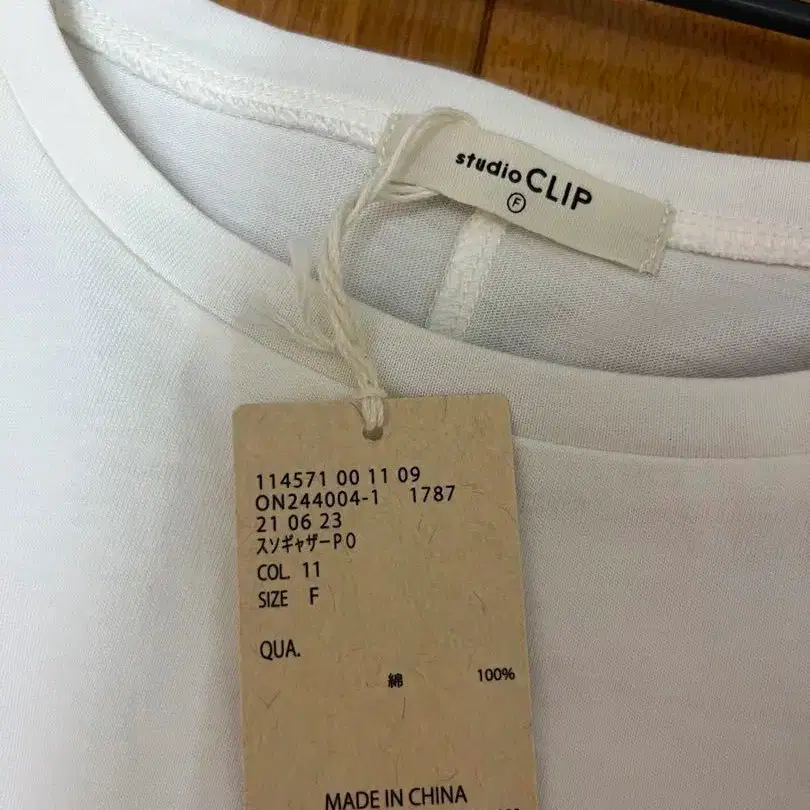 studio CLIP
F
114571 00 11 09
ON244004-1 1787
21 06 23
スソギャザーPO
COL. 11
SIZE F
QUA.
綿 100%
MADE IN CHINA